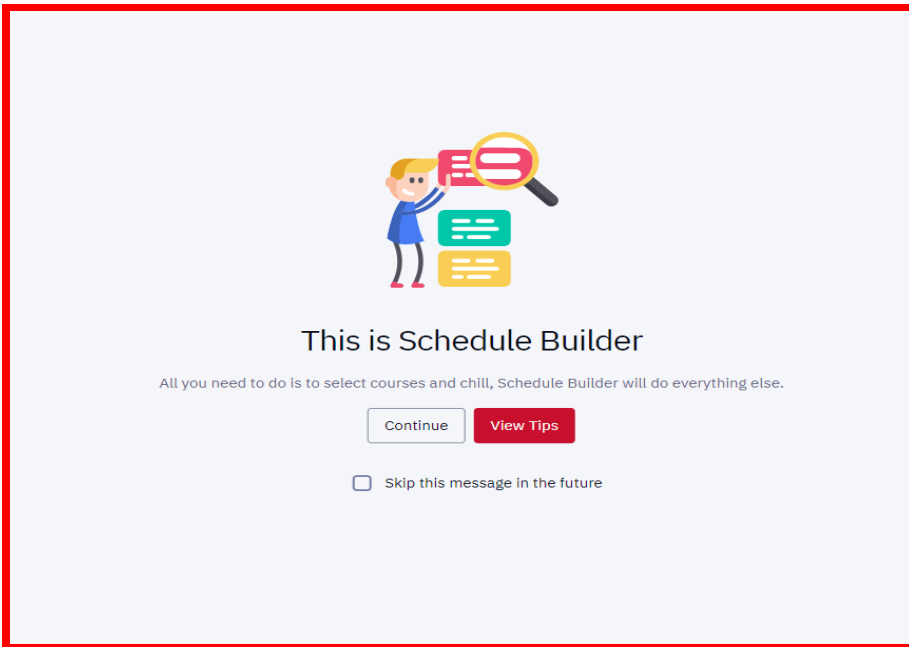 This is Schedule Builder
All you need to do is to select courses and chill, Schedule Builder will do everything else.
Continue
View Tips
Skip this message in the future